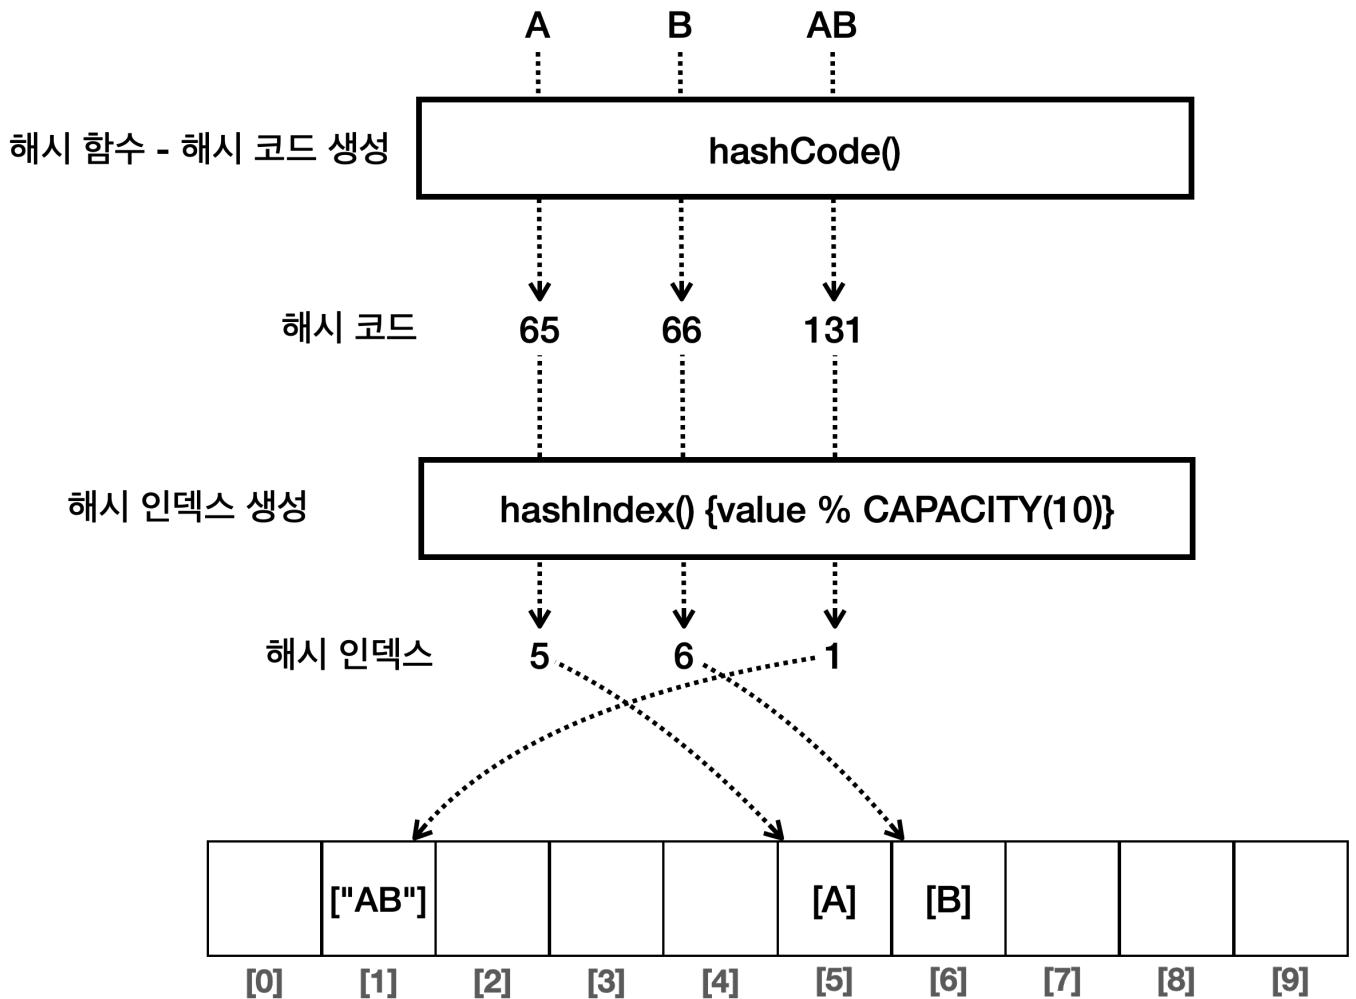 A B AB
해시 함수 - 해시 코드 생성 hashCode()
해시 코드 65 66 131
해시 인덱스 생성 hashIndex() {value % CAPACITY(10)}
해시 인덱스 5 6 1
["AB"] [A] [B]
[0] [1] [2] [3] [4] [5] [6] [7] [8] [9]